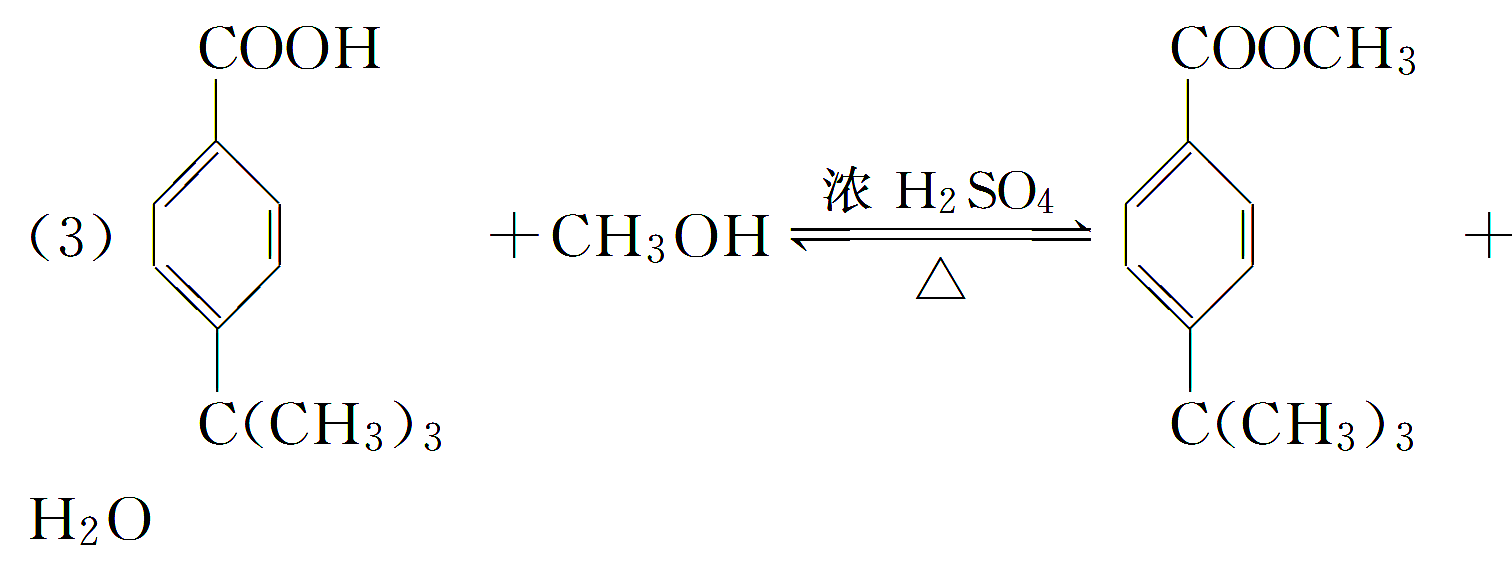 COOH COOCH3
浓 H2SO4
(3) +CH3OH ⇌ +
△
C(CH3)3 C(CH3)3
H2O